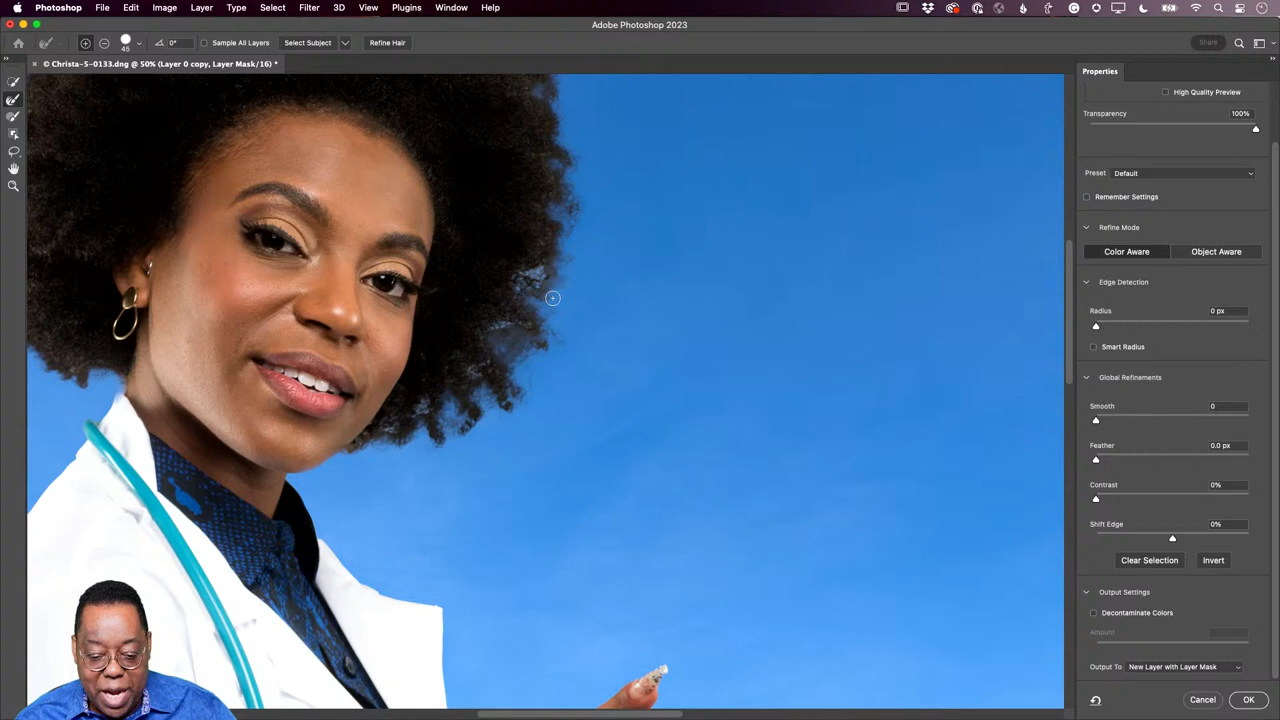 Photoshop File Edit Image Layer Type Select Filter 3D View Plugins Window Help
Adobe Photoshop 2023
45 0° Sample All Layers Select Subject Refine Hair Share
© Christa-5-0133.dng @ 50% (Layer 0 copy, Layer Mask/16) *
Properties
High Quality Preview
Transparency 100%
Preset Default
Remember Settings
Refine Mode
Color Aware Object Aware
Edge Detection
Radius 0 px
Smart Radius
Global Refinements
Smooth 0
Feather 0.0 px
Contrast 0%
Shift Edge 0%
Clear Selection Invert
Output Settings
Decontaminate Colors
Amount
Output To New Layer with Layer Mask
Cancel OK